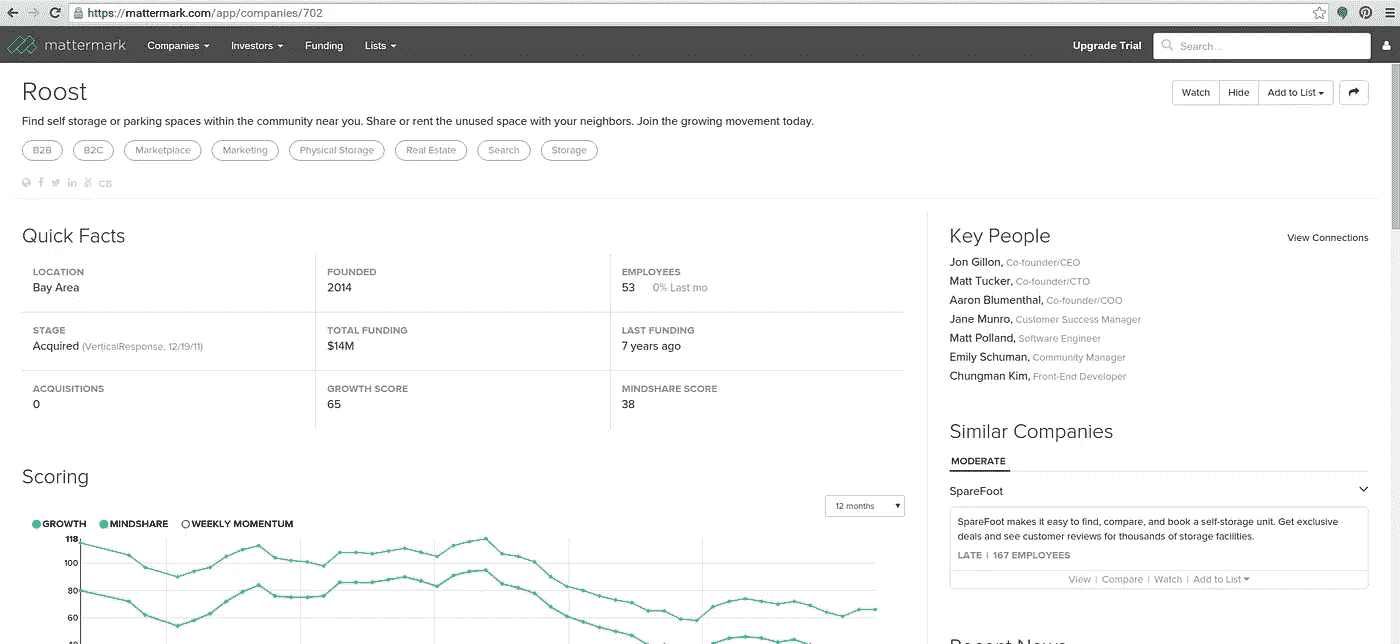 https://mattermark.com/app/companies/702
mattermark Companies Investors Funding Lists Upgrade Trial Search...
Roost Watch Hide Add to List
Find self storage or parking spaces within the community near you. Share or rent the unused space with your neighbors. Join the growing movement today.
B2B B2C Marketplace Marketing Physical Storage Real Estate Search Storage
CB
Quick Facts
LOCATION FOUNDED EMPLOYEES
Bay Area 2014 53 0% Last mo
STAGE TOTAL FUNDING LAST FUNDING
Acquired (VerticalResponse, 12/19/11) $14M 7 years ago
ACQUISITIONS GROWTH SCORE MINDSHARE SCORE
0 65 38
Scoring
12 months
GROWTH MINDSHARE WEEKLY MOMENTUM
118
100
80
60
40
Key People View Connections
Jon Gillon, Co-founder/CEO
Matt Tucker, Co-founder/CTO
Aaron Blumenthal, Co-founder/COO
Jane Munro, Customer Success Manager
Matt Polland, Software Engineer
Emily Schuman, Community Manager
Chungman Kim, Front-End Developer
Similar Companies
MODERATE
SpareFoot
SpareFoot makes it easy to find, compare, and book a self-storage unit. Get exclusive
deals and see customer reviews for thousands of storage facilities.
LATE | 167 EMPLOYEES
View | Compare | Watch | Add to List
Recent News